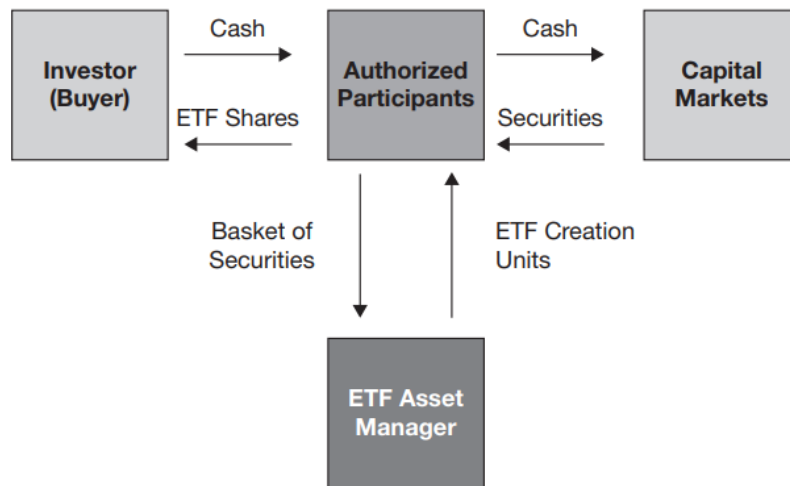 Cash
Cash
Investor
(Buyer)
Authorized
Participants
Capital
Markets
ETF Shares
Securities
Basket of
Securities
ETF Creation
Units
ETF Asset
Manager